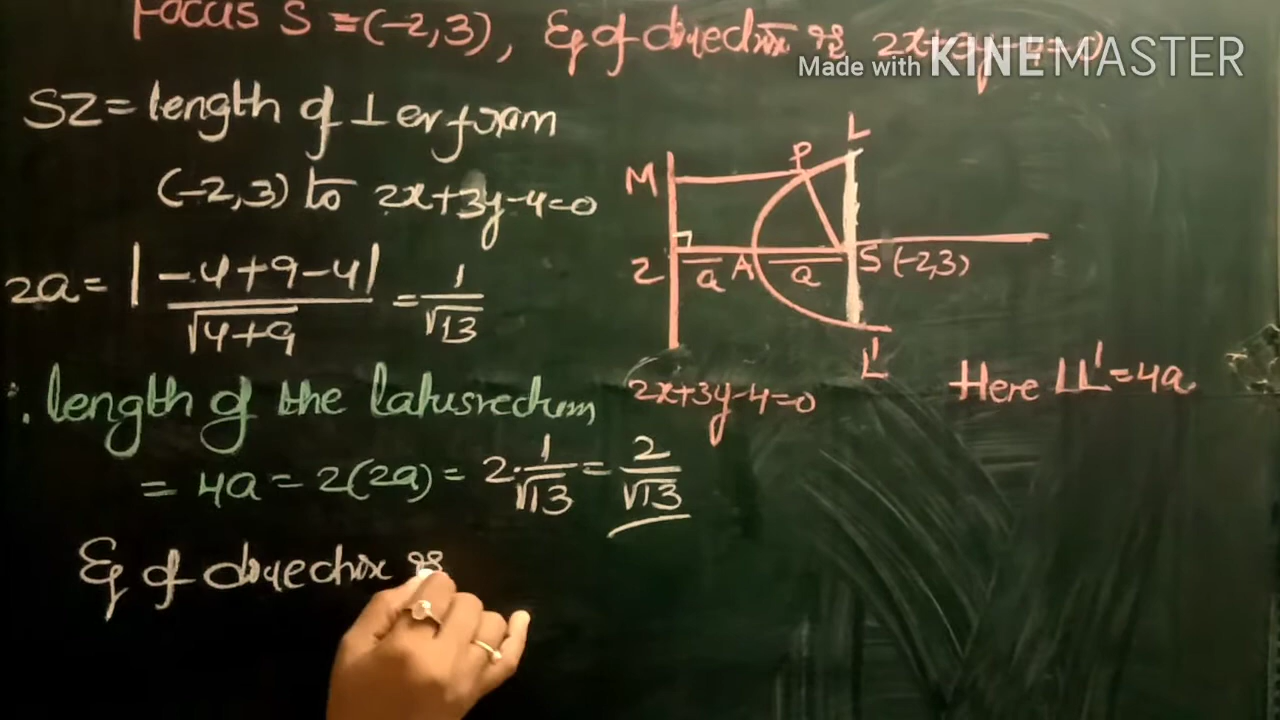 Focus S = (-2,3), Eq of directrix is 2x+3y-4=0
Made with KINEMASTER
SZ = length of ⊥er from
(-2,3) to 2x+3y-4=0
2a = |-4+9-4| / √(4+9) = 1/√13
∴ length of the latusrectum
= 4a = 2(2a) = 2·1/√13 = 2/√13
Eq of directrix is
L
P
M
Z a A a S (-2,3)
L'
2x+3y-4=0
Here LL' = 4a